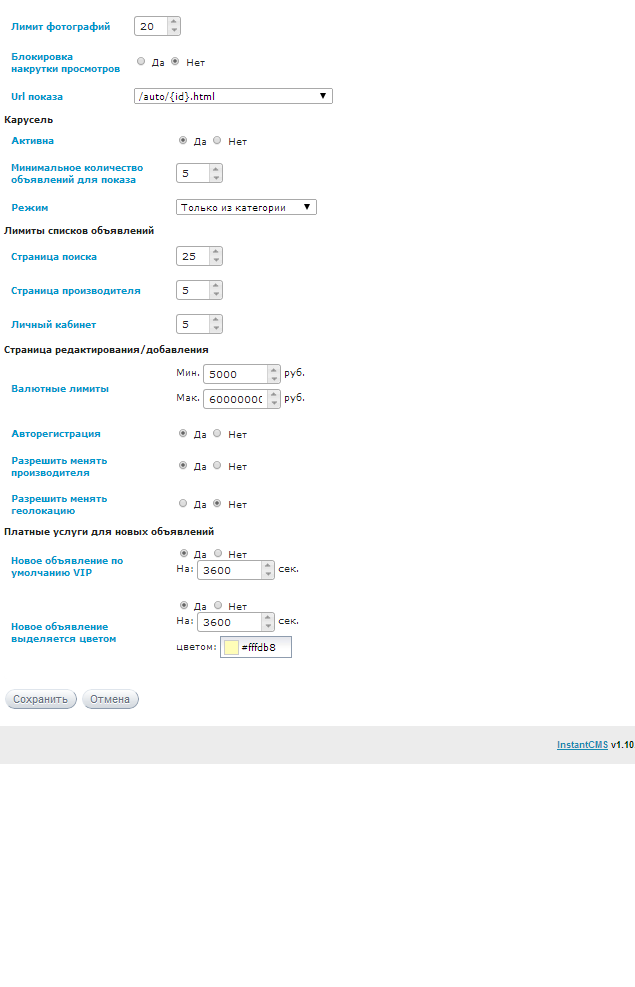 Лимит фотографий 20
Блокировка
накрутки просмотров Да Нет
Url показа /auto/{id}.html
Карусель
Активна Да Нет
Минимальное количество
объявлений для показа 5
Режим Только из категории
Лимиты списков объявлений
Страница поиска 25
Страница производителя 5
Личный кабинет 5
Страница редактирования/добавления
Валютные лимиты
Мин. 5000 руб.
Мак. 60000000 руб.
Авторегистрация Да Нет
Разрешить менять
производителя Да Нет
Разрешить менять
геолокацию Да Нет
Платные услуги для новых объявлений
Новое объявление по
умолчанию VIP
Да Нет
На: 3600 сек.
Новое объявление
выделяется цветом
Да Нет
На: 3600 сек.
цветом: #fffdb8
Сохранить Отмена
InstantCMS v1.10